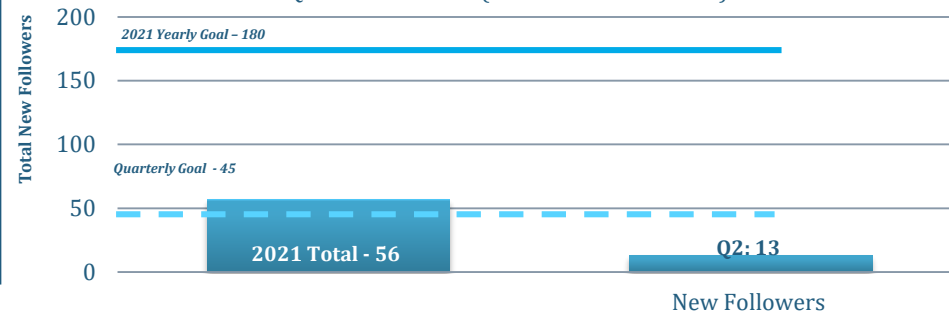 200
2021 Yearly Goal – 180
150
100
Quarterly Goal - 45
50
2021 Total - 56
Q2: 13
0
New Followers
Total New Followers